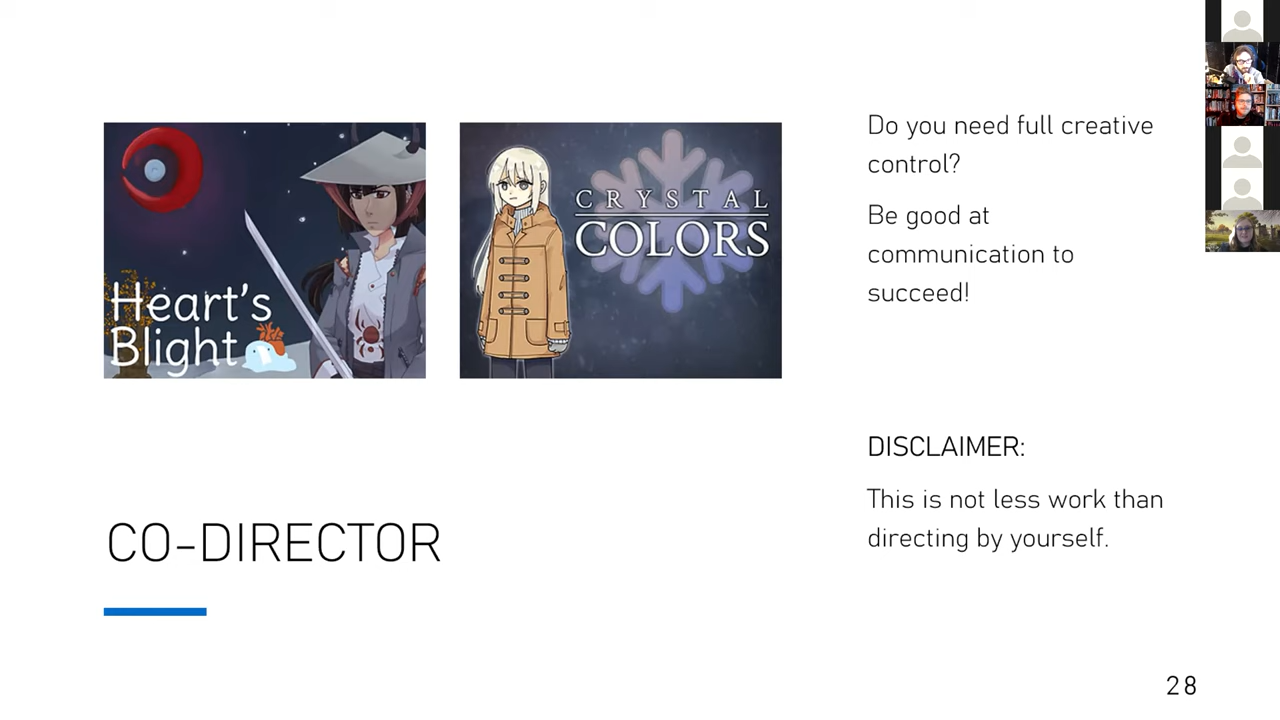 Heart's
Blight
CRYSTAL
COLORS
Do you need full creative
control?
Be good at
communication to
succeed!
DISCLAIMER:
This is not less work than
directing by yourself.
CO-DIRECTOR
28